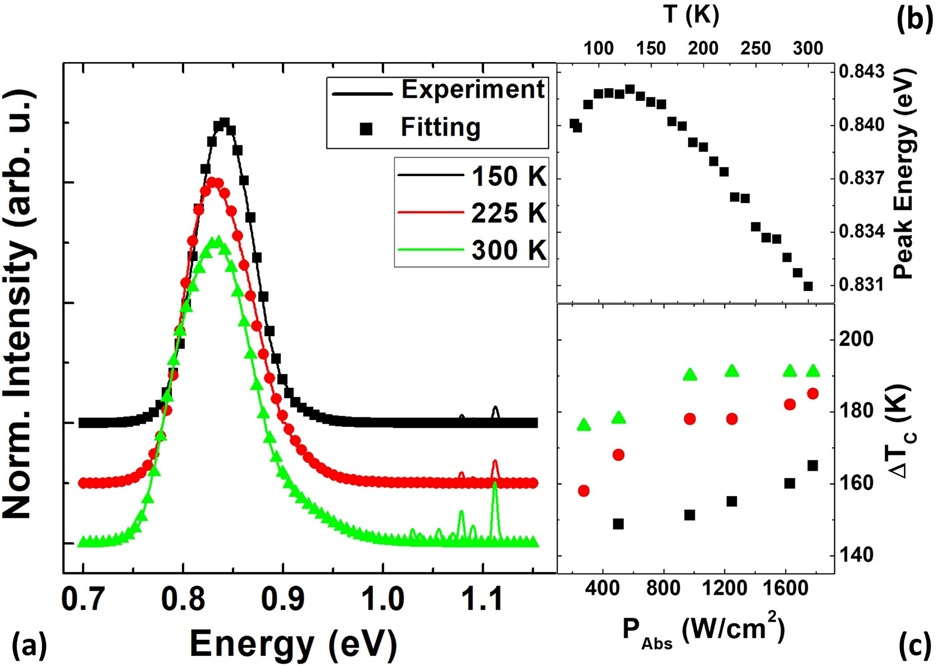 Norm. Intensity (arb. u.)
Experiment
Fitting
150 K
225 K
300 K
0.7 0.8 0.9 1.0 1.1
Energy (eV)
(a)
T (K)
(b)
100 150 200 250 300
0.843
0.840
0.837
0.834
0.831
Peak Energy (eV)
200
180
160
140
ΔT_C (K)
400 800 1200 1600
P_Abs (W/cm²)
(c)